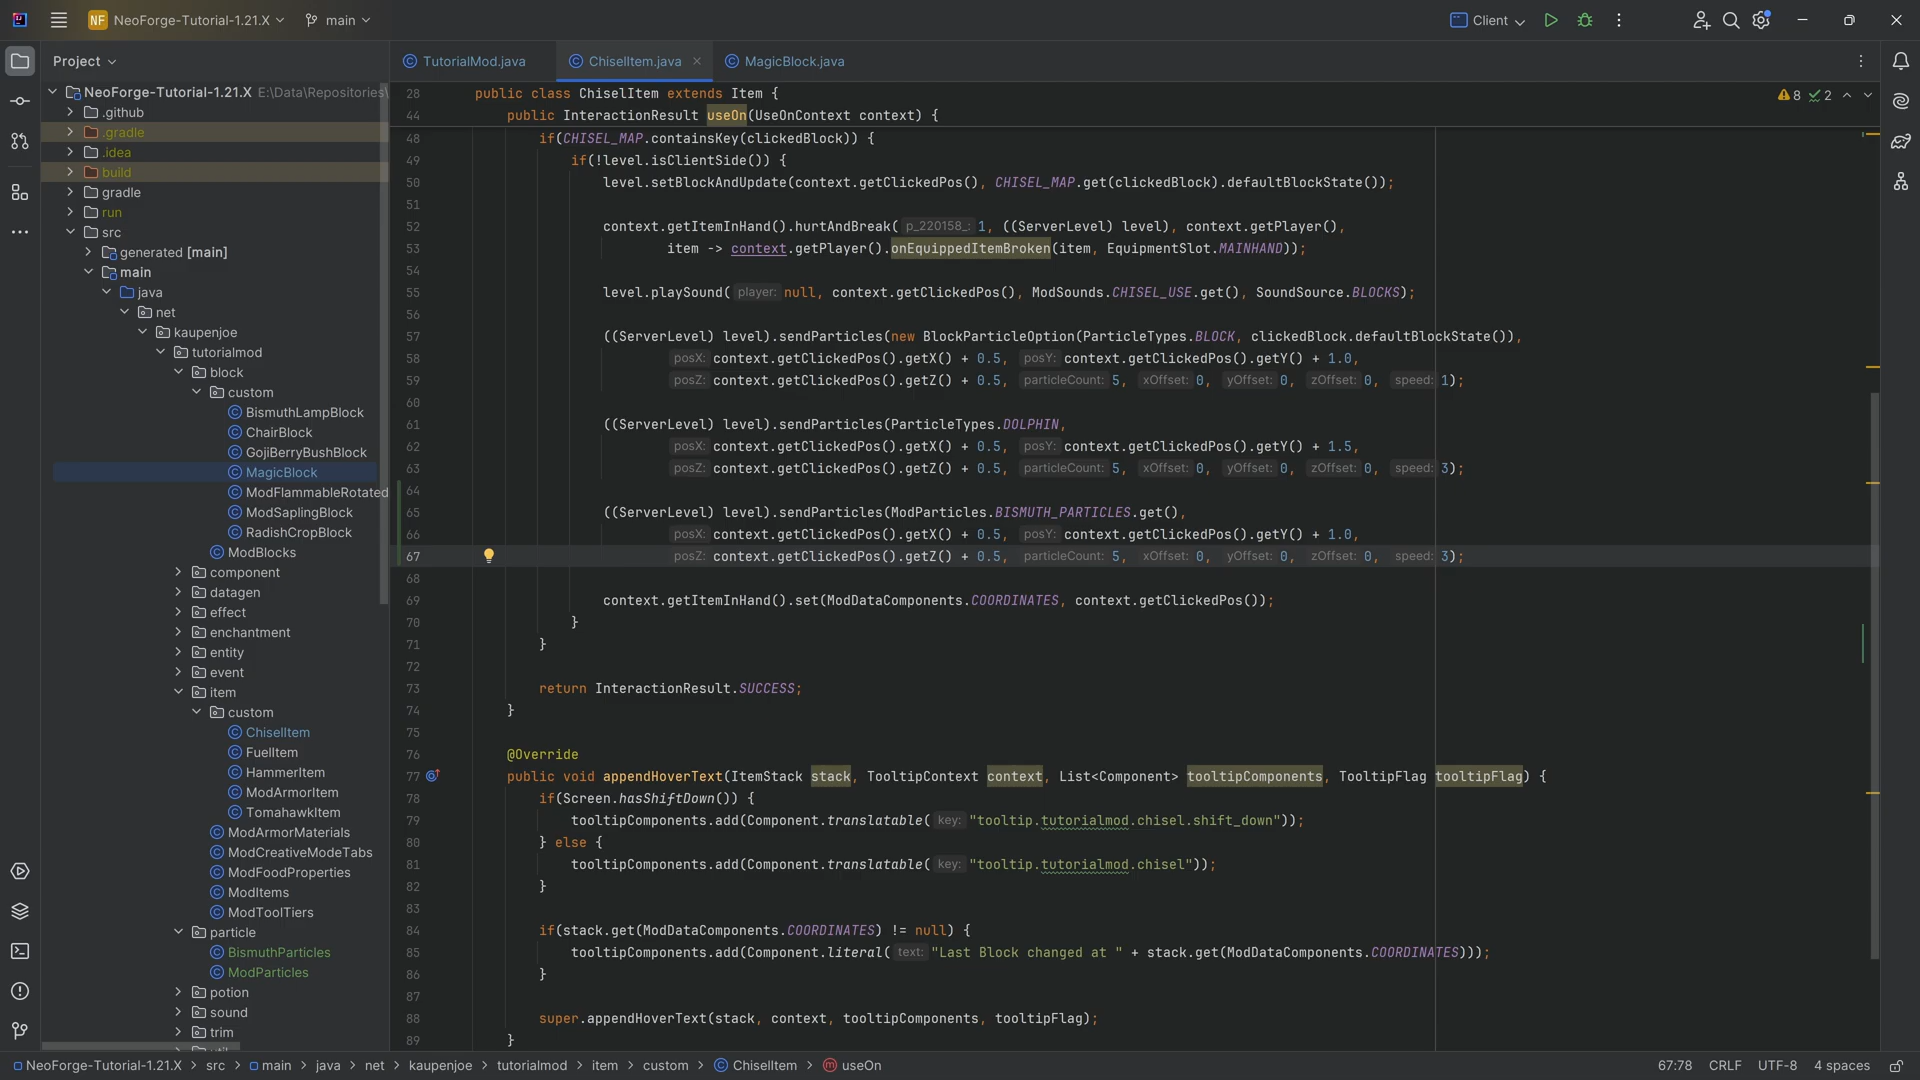 NF NeoForge-Tutorial-1.21.X main Client
Project
NeoForge-Tutorial-1.21.X E:\Data\Repositories\
.github
.gradle
.idea
build
gradle
run
src
generated [main]
main
java
net
kaupenjoe
tutorialmod
block
custom
BismuthLampBlock
ChairBlock
GojiBerryBushBlock
MagicBlock
ModFlammableRotated
ModSaplingBlock
RadishCropBlock
ModBlocks
component
datagen
effect
enchantment
entity
event
item
custom
ChiselItem
FuelItem
HammerItem
ModArmorItem
TomahawkItem
ModArmorMaterials
ModCreativeModeTabs
ModFoodProperties
ModItems
ModToolTiers
particle
BismuthParticles
ModParticles
potion
sound
trim
TutorialMod.java ChiselItem.java MagicBlock.java
8 2
28 public class ChiselItem extends Item {
44 public InteractionResult useOn(UseOnContext context) {
48 if(CHISEL_MAP.containsKey(clickedBlock)) {
49 if(!level.isClientSide()) {
50 level.setBlockAndUpdate(context.getClickedPos(), CHISEL_MAP.get(clickedBlock).defaultBlockState());
51
52 context.getItemInHand().hurtAndBreak( p_220158_: 1, ((ServerLevel) level), context.getPlayer(),
53 item -> context.getPlayer().onEquippedItemBroken(item, EquipmentSlot.MAINHAND));
54
55 level.playSound( player: null, context.getClickedPos(), ModSounds.CHISEL_USE.get(), SoundSource.BLOCKS);
56
57 ((ServerLevel) level).sendParticles(new BlockParticleOption(ParticleTypes.BLOCK, clickedBlock.defaultBlockState()),
58 posX: context.getClickedPos().getX() + 0.5, posY: context.getClickedPos().getY() + 1.0,
59 posZ: context.getClickedPos().getZ() + 0.5, particleCount: 5, xOffset: 0, yOffset: 0, zOffset: 0, speed: 1);
60
61 ((ServerLevel) level).sendParticles(ParticleTypes.DOLPHIN,
62 posX: context.getClickedPos().getX() + 0.5, posY: context.getClickedPos().getY() + 1.5,
63 posZ: context.getClickedPos().getZ() + 0.5, particleCount: 5, xOffset: 0, yOffset: 0, zOffset: 0, speed: 3);
64
65 ((ServerLevel) level).sendParticles(ModParticles.BISMUTH_PARTICLES.get(),
66 posX: context.getClickedPos().getX() + 0.5, posY: context.getClickedPos().getY() + 1.0,
67 posZ: context.getClickedPos().getZ() + 0.5, particleCount: 5, xOffset: 0, yOffset: 0, zOffset: 0, speed: 3);
68
69 context.getItemInHand().set(ModDataComponents.COORDINATES, context.getClickedPos());
70 }
71 }
72
73 return InteractionResult.SUCCESS;
74 }
75
76 @Override
77 public void appendHoverText(ItemStack stack, TooltipContext context, List<Component> tooltipComponents, TooltipFlag tooltipFlag) {
78 if(Screen.hasShiftDown()) {
79 tooltipComponents.add(Component.translatable( key: "tooltip.tutorialmod.chisel.shift_down"));
80 } else {
81 tooltipComponents.add(Component.translatable( key: "tooltip.tutorialmod.chisel"));
82 }
83
84 if(stack.get(ModDataComponents.COORDINATES) != null) {
85 tooltipComponents.add(Component.literal( text: "Last Block changed at " + stack.get(ModDataComponents.COORDINATES)));
86 }
87
88 super.appendHoverText(stack, context, tooltipComponents, tooltipFlag);
89 }
NeoForge-Tutorial-1.21.X > src > main > java > net > kaupenjoe > tutorialmod > item > custom > ChiselItem > useOn 67:78 CRLF UTF-8 4 spaces